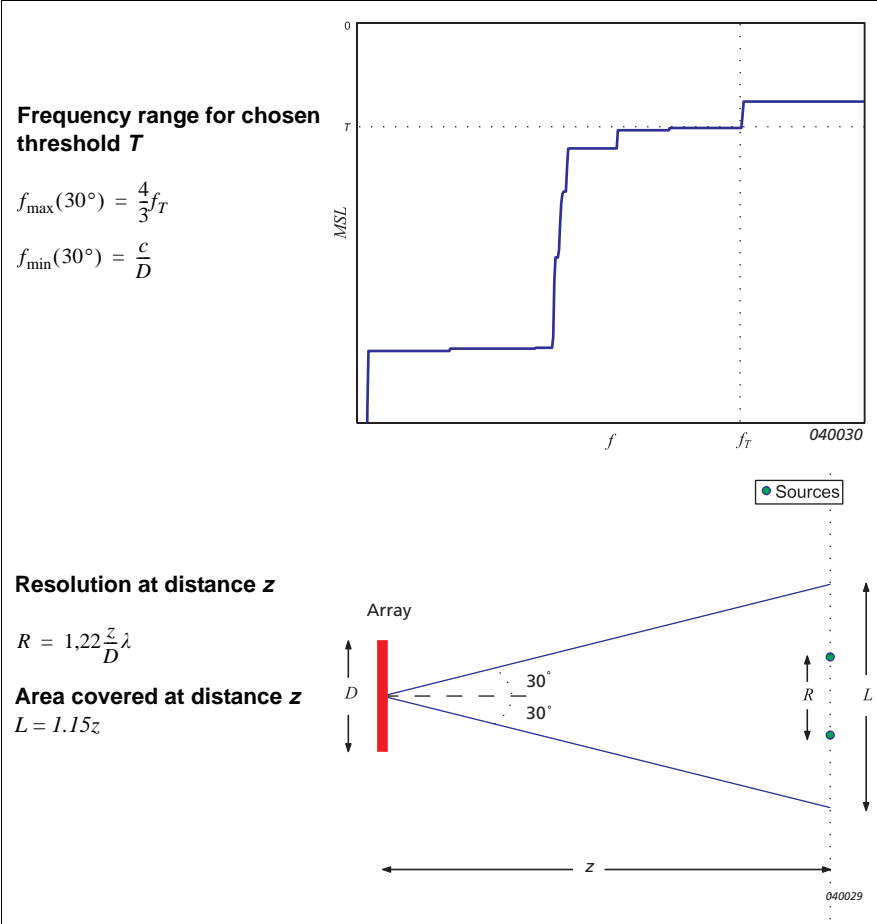 Frequency range for chosen
threshold T
f_max(30°) = 4/3 f_T
f_min(30°) = c/D
0
T
MSL
f
f_T
040030
Sources
Resolution at distance z
R = 1,22 z/D λ
Area covered at distance z
L = 1.15z
Array
D
30°
30°
R
L
z
040029